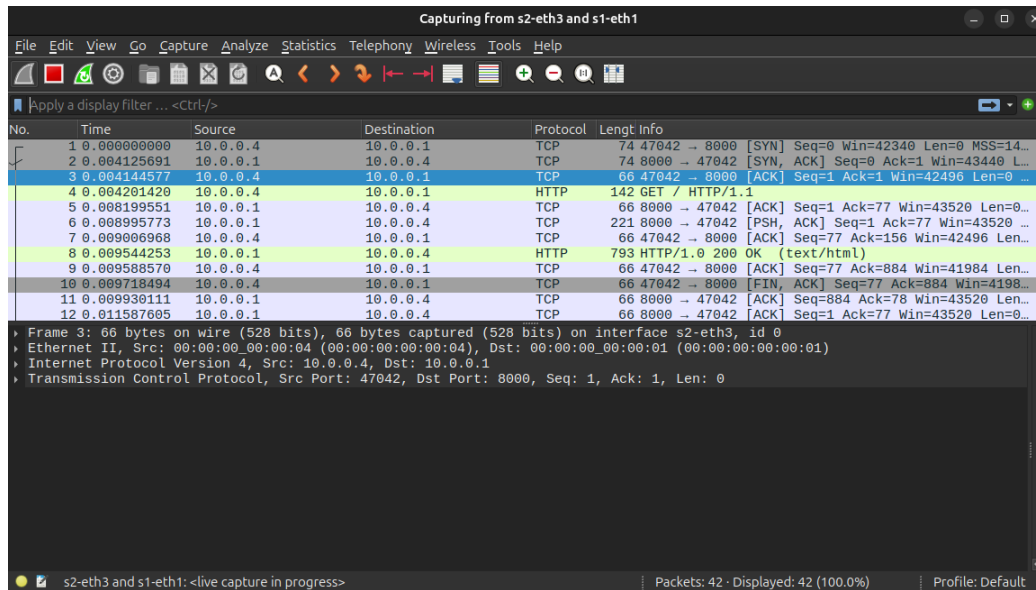 Capturing from s2-eth3 and s1-eth1
File Edit View Go Capture Analyze Statistics Telephony Wireless Tools Help
Apply a display filter … <Ctrl-/>
No. Time Source Destination Protocol Lengt Info
1 0.000000000 10.0.0.4 10.0.0.1 TCP 74 47042 → 8000 [SYN] Seq=0 Win=42340 Len=0 MSS=14…
2 0.004125691 10.0.0.1 10.0.0.4 TCP 74 8000 → 47042 [SYN, ACK] Seq=0 Ack=1 Win=43440 L…
3 0.004144577 10.0.0.4 10.0.0.1 TCP 66 47042 → 8000 [ACK] Seq=1 Ack=1 Win=42496 Len=0 …
4 0.004201420 10.0.0.4 10.0.0.1 HTTP 142 GET / HTTP/1.1
5 0.008199551 10.0.0.1 10.0.0.4 TCP 66 8000 → 47042 [ACK] Seq=1 Ack=77 Win=43520 Len=0…
6 0.008995773 10.0.0.1 10.0.0.4 TCP 221 8000 → 47042 [PSH, ACK] Seq=1 Ack=77 Win=43520 …
7 0.009006968 10.0.0.4 10.0.0.1 TCP 66 47042 → 8000 [ACK] Seq=77 Ack=156 Win=42496 Len…
8 0.009544253 10.0.0.1 10.0.0.4 HTTP 793 HTTP/1.0 200 OK (text/html)
9 0.009588570 10.0.0.4 10.0.0.1 TCP 66 47042 → 8000 [ACK] Seq=77 Ack=884 Win=41984 Len…
10 0.009718494 10.0.0.4 10.0.0.1 TCP 66 47042 → 8000 [FIN, ACK] Seq=77 Ack=884 Win=4198…
11 0.009930111 10.0.0.1 10.0.0.4 TCP 66 8000 → 47042 [ACK] Seq=884 Ack=78 Win=43520 Len…
12 0.011587605 10.0.0.1 10.0.0.4 TCP 66 8000 → 47042 [ACK] Seq=1 Ack=77 Win=43520 Len=0…
Frame 3: 66 bytes on wire (528 bits), 66 bytes captured (528 bits) on interface s2-eth3, id 0
Ethernet II, Src: 00:00:00_00:00:04 (00:00:00:00:00:04), Dst: 00:00:00_00:00:01 (00:00:00:00:00:01)
Internet Protocol Version 4, Src: 10.0.0.4, Dst: 10.0.0.1
Transmission Control Protocol, Src Port: 47042, Dst Port: 8000, Seq: 1, Ack: 1, Len: 0
s2-eth3 and s1-eth1: <live capture in progress> Packets: 42 · Displayed: 42 (100.0%) Profile: Default